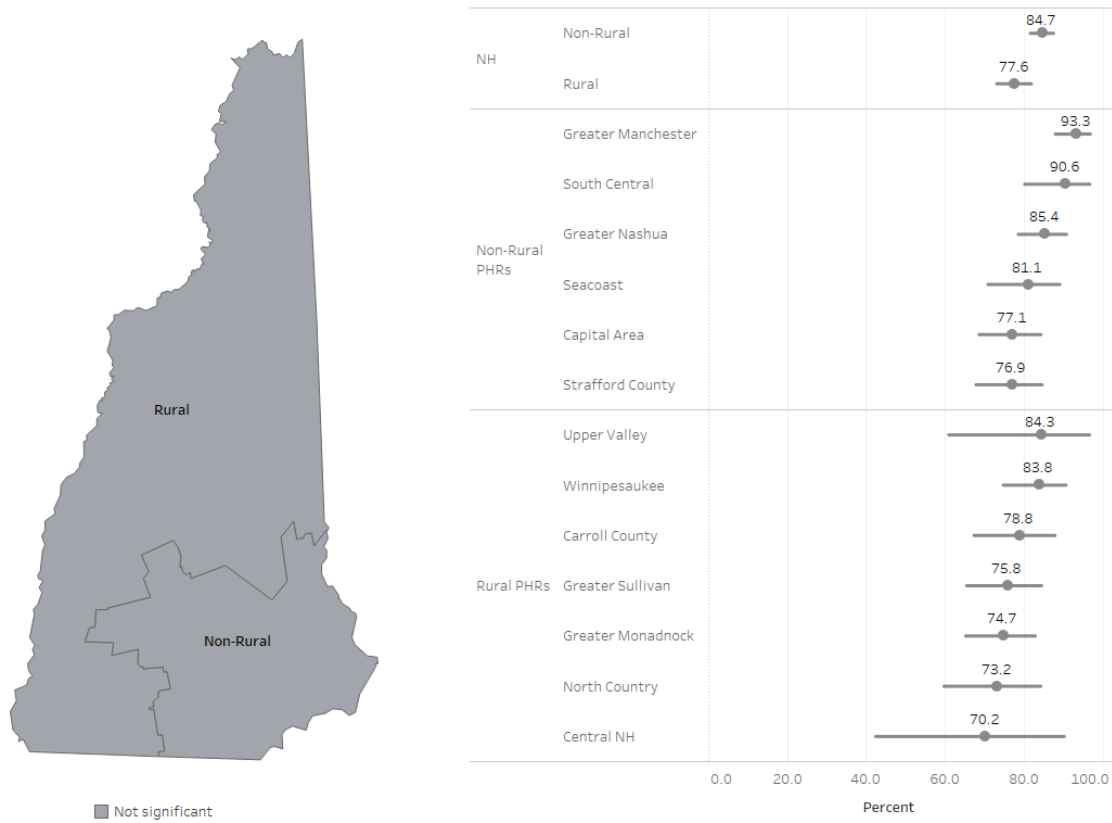 Rural
Non-Rural
Not significant
NH
Non-Rural
84.7
Rural
77.6
Non-Rural
PHRs
Greater Manchester
93.3
South Central
90.6
Greater Nashua
85.4
Seacoast
81.1
Capital Area
77.1
Strafford County
76.9
Rural PHRs
Upper Valley
84.3
Winnipesaukee
83.8
Carroll County
78.8
Greater Sullivan
75.8
Greater Monadnock
74.7
North Country
73.2
Central NH
70.2
0.0 20.0 40.0 60.0 80.0 100.0
Percent